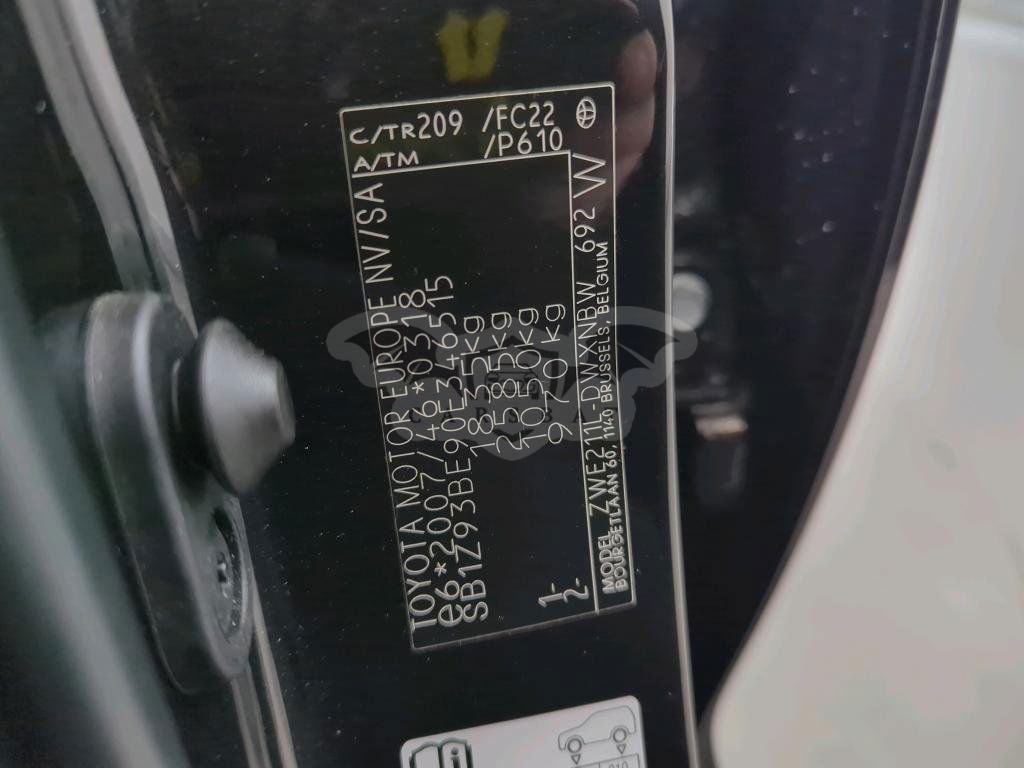 TOYOTA MOTOR EUROPE NV/SA
e6*2007/46*0318
SB1Z93BE90E346515
1835kg
2585kg
1- 1050kg
2- 970kg
MODEL ZWE211L-DWXNBW 692 W
BOURGETLAAN 60, 1140 BRUSSELS, BELGIUM
C/TR209 /FC22
A/TM /P610